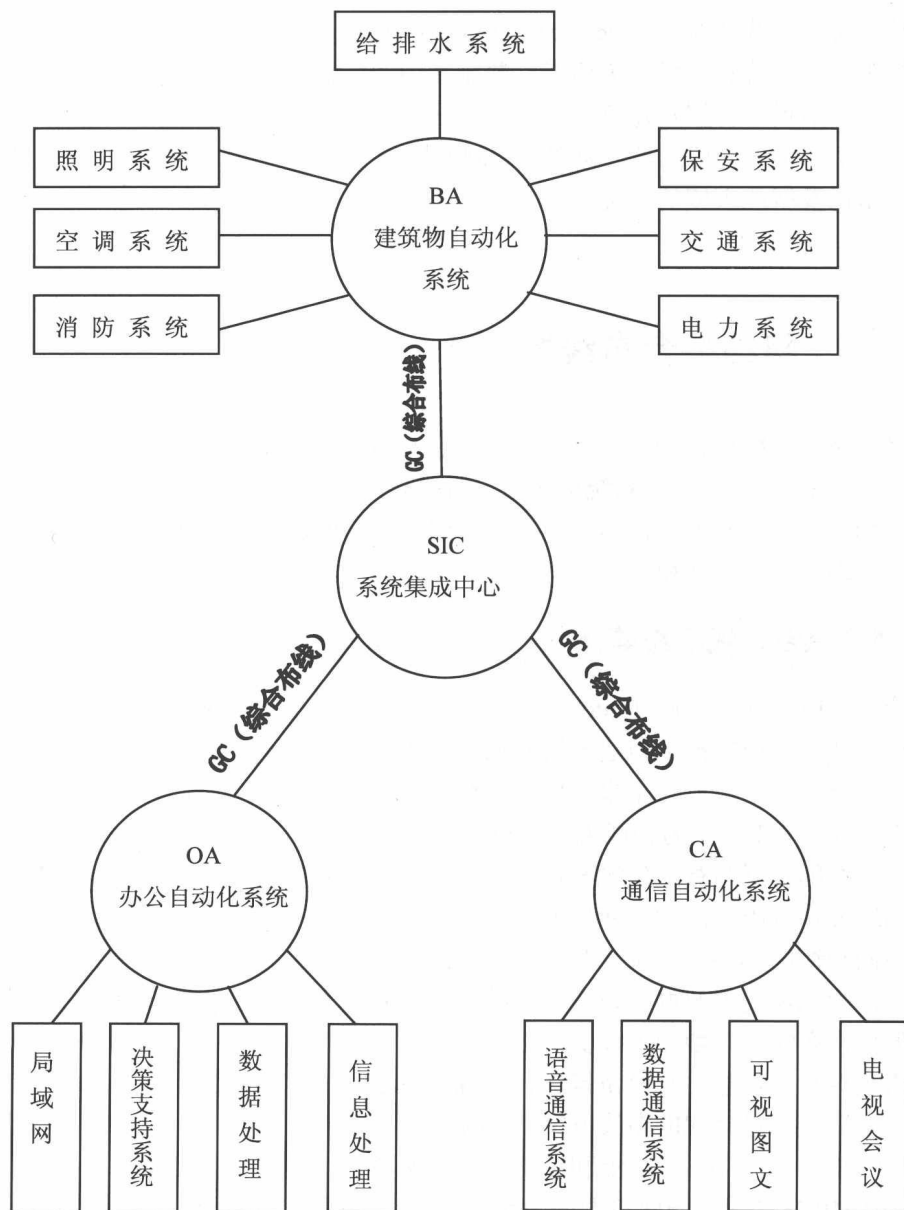 给排水系统
照明系统
保安系统
BA
建筑物自动化
系统
空调系统
交通系统
消防系统
电力系统
GC（综合布线）
SIC
系统集成中心
GC（综合布线）
GC（综合布线）
OA
办公自动化系统
CA
通信自动化系统
局域网
决策支持系统
数据处理
信息处理
语音通信系统
数据通信系统
可视图文
电视会议